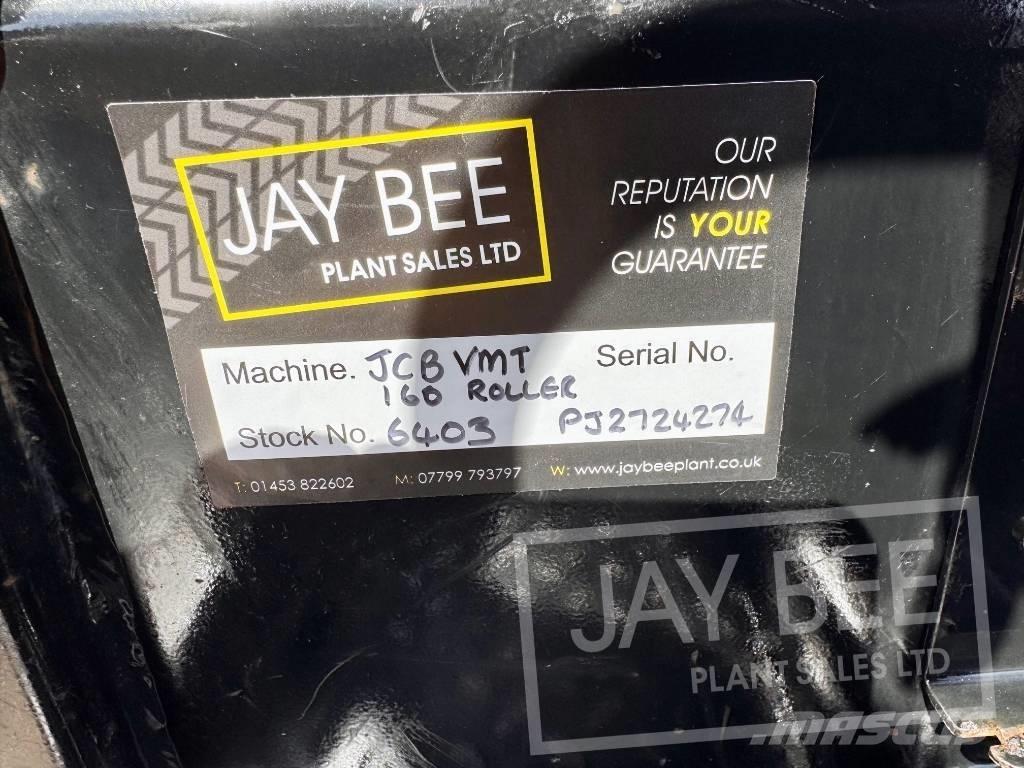 JAY BEE
PLANT SALES LTD
OUR
REPUTATION
IS YOUR
GUARANTEE
Machine. JCB VMT
160 ROLLER
Serial No.
Stock No. 6403
PJ2724274
T: 01453 822602 M: 07799 793797 W: www.jaybeeplant.co.uk
JAY BEE
PLANT SALES LTD
MASCUS